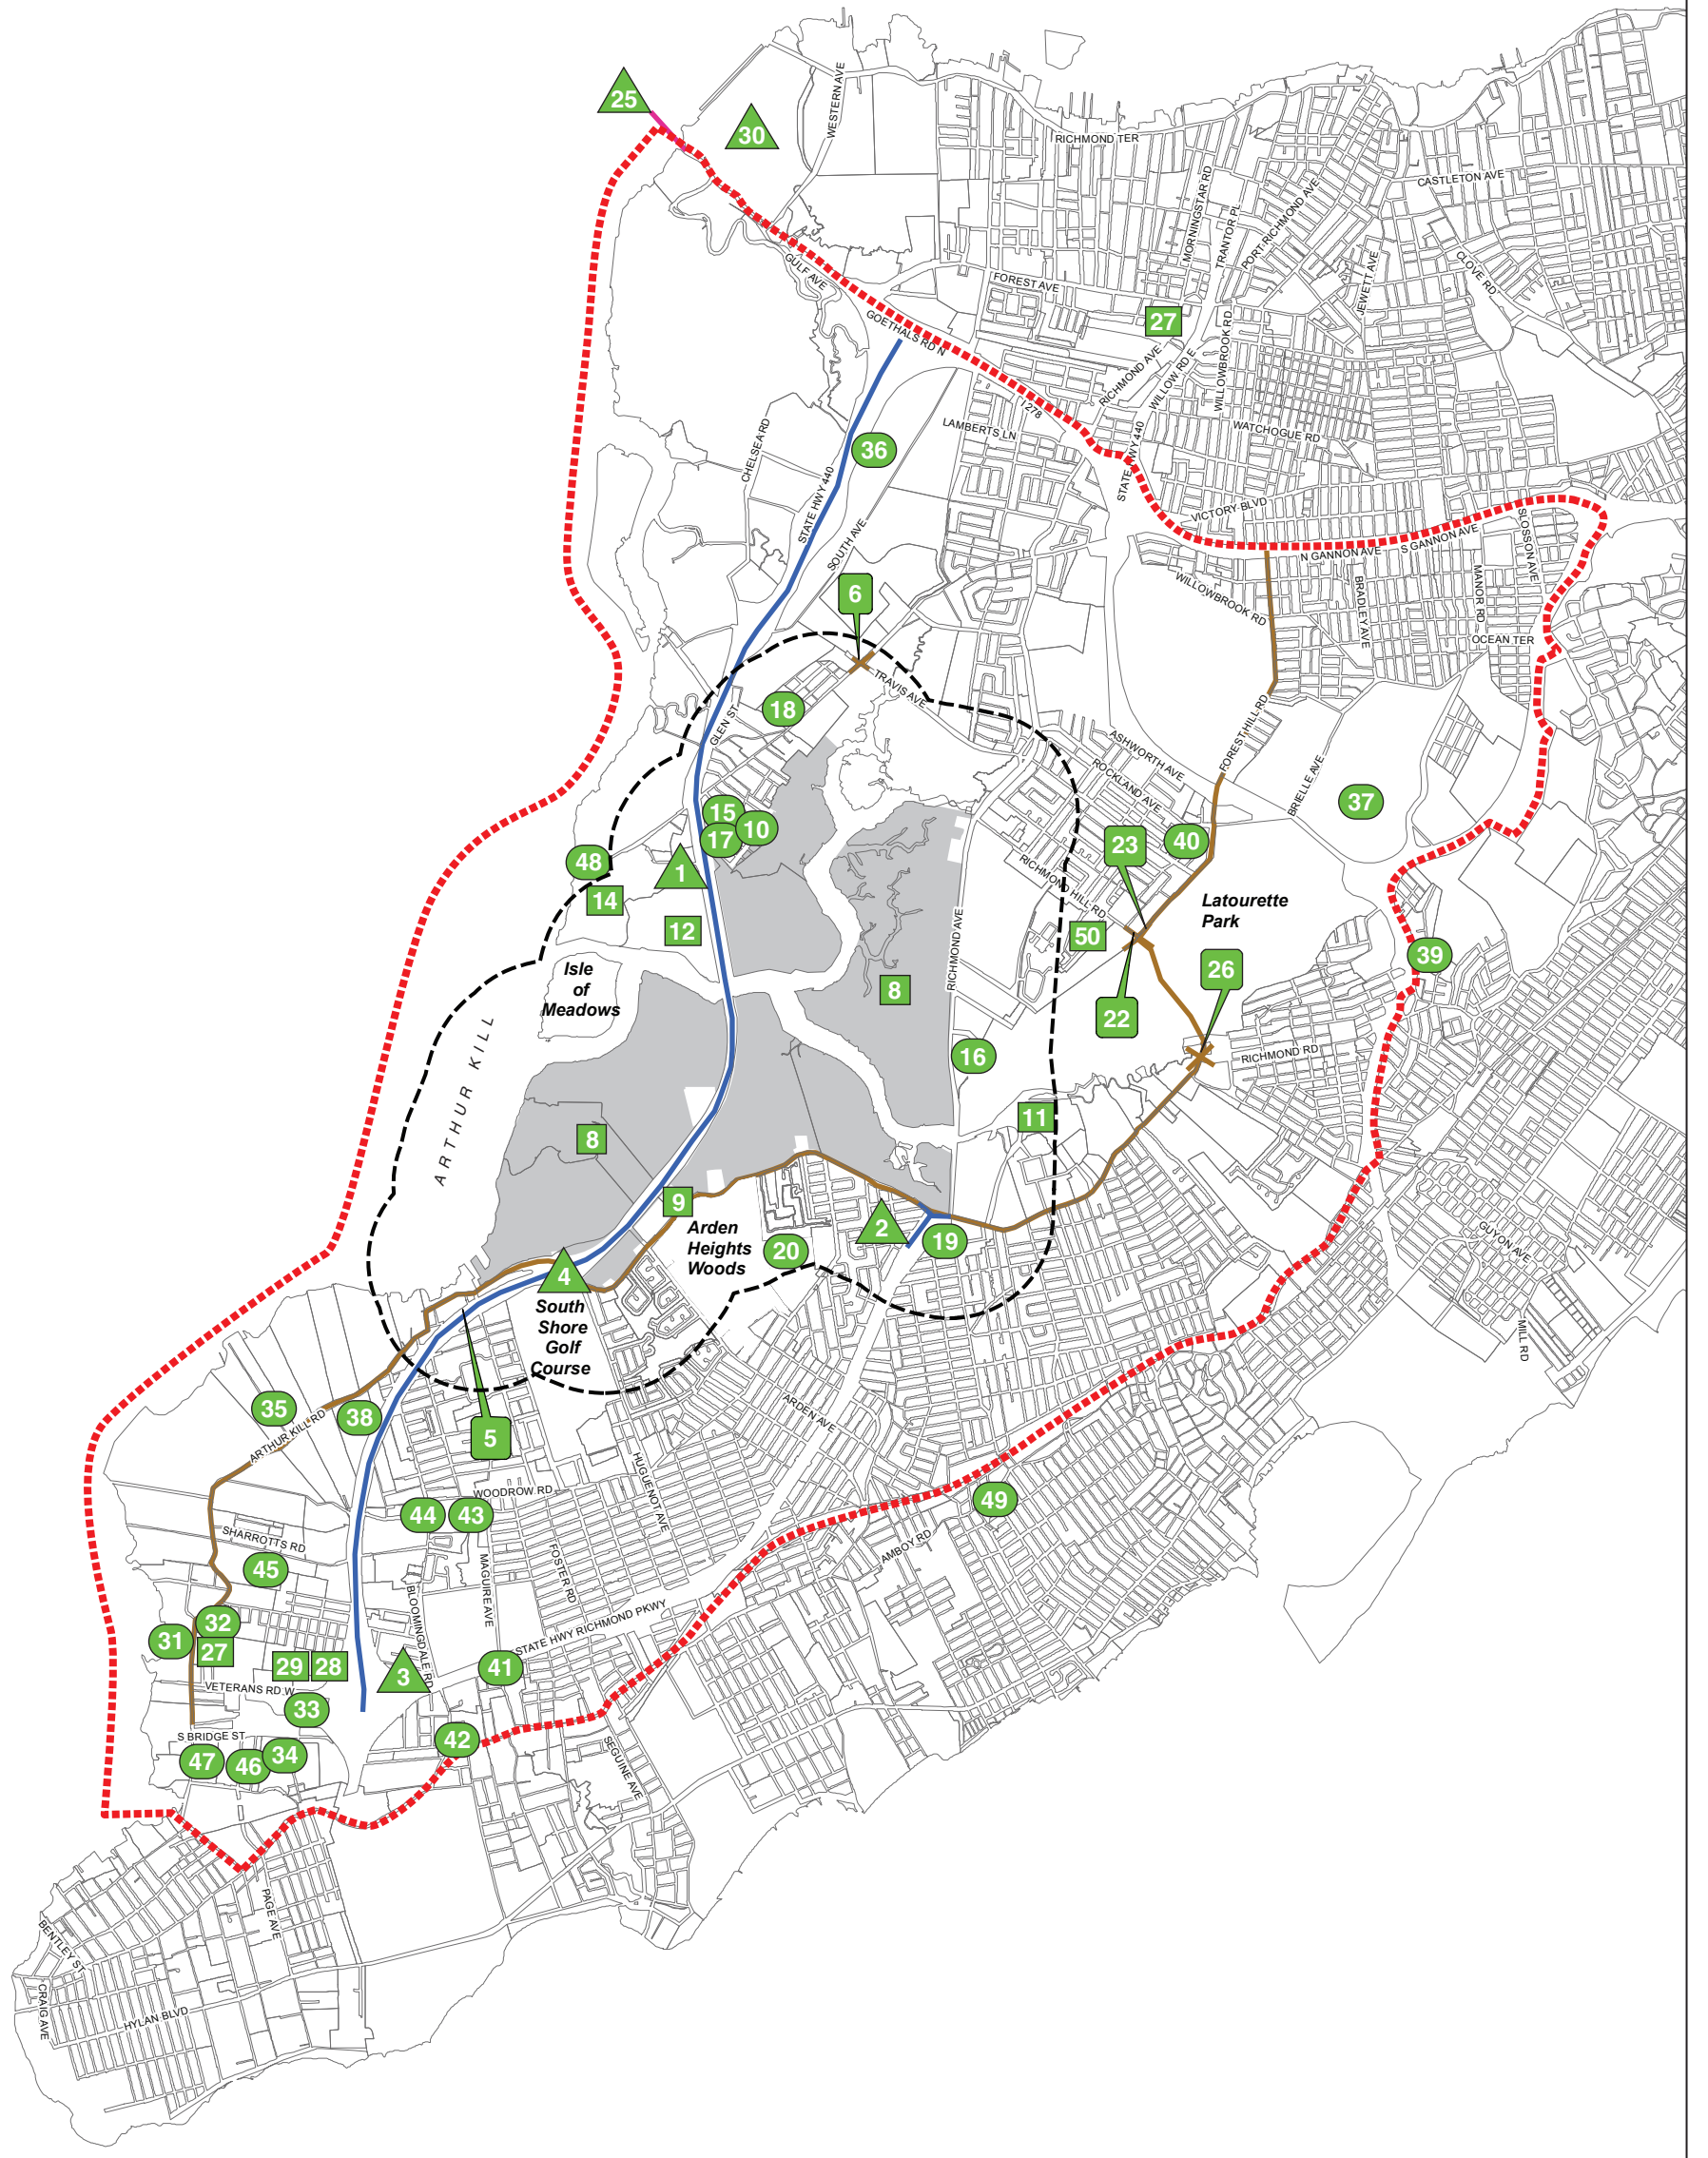 25
30
WESTERN AVE
RICHMOND TER
CASTLETON AVE
MORNINGSTAR RD
TRANTOR PL
PORT RICHMOND AVE
JEWETT AVE
CLOVE RD
GULF AVE
FOREST AVE
27
GOETHALS RD N
RICHMOND AVE
WILLOW RD E
WILLOWBROOK RD
I 278
LAMBERTS LN
WATCHOGUE RD
36
CHELSEA RD
STATE HWY 440
STATE HWY 440
SOUTH AVE
VICTORY BLVD
N GANNON AVE
S GANNON AVE
SLOSSON AVE
WILLOWBROOK RD
BRADLEY AVE
MANOR RD
OCEAN TER
6
TRAVIS AVE
18
GLEN ST
FOREST HILL RD
ASHWORTH AVE
ROCKLAND AVE
BRIELLE AVE
37
15
10
17
48
1
14
12
23
40
RICHMOND HILL RD
Latourette
Park
50
39
26
22
RICHMOND AVE
8
Isle
of
Meadows
ARTHUR KILL
16
RICHMOND RD
11
8
9
Arden
Heights
Woods
20
2
19
GUYON AVE
4
South
Shore
Golf
Course
MILL RD
35
38
ARTHUR KILL RD
5
ARDEN AVE
HUGUENOT AVE
WOODROW RD
44
43
49
SHARROTTS RD
45
AMBOY RD
FOSTER RD
MAGUIRE AVE
BLOOMINGDALE RD
STATE HWY RICHMOND PKWY
32
31
27
29
28
3
41
VETERANS RD W
33
S BRIDGE ST
47
46
34
42
SEGUINE AVE
PAGE AVE
BENTLEY ST
CRAIG AVE
HYLAN BLVD